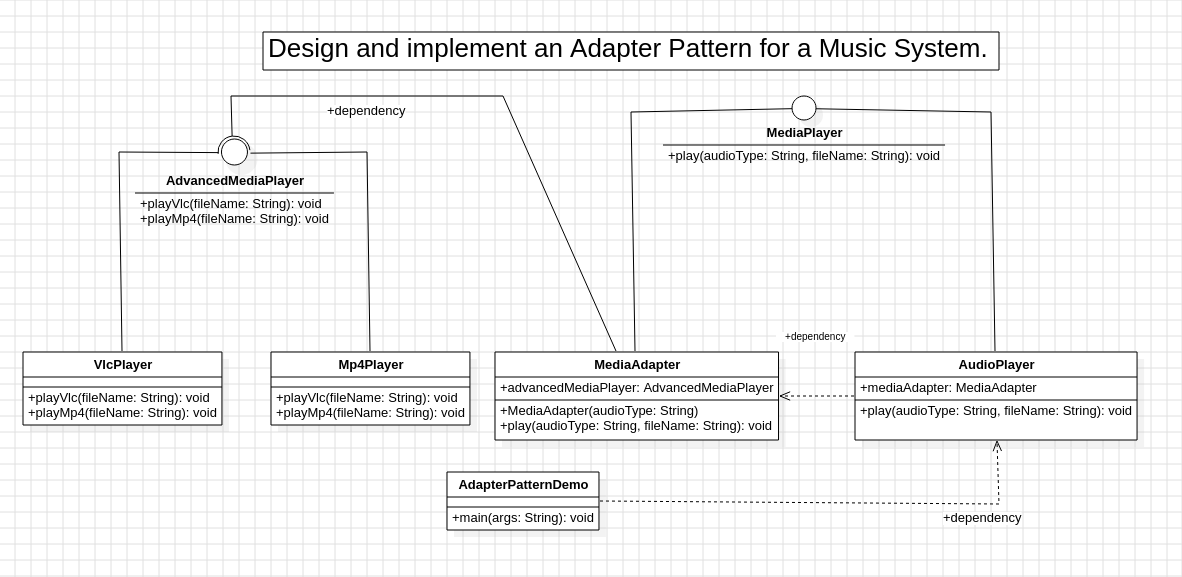 Design and implement an Adapter Pattern for a Music System.
+dependency
MediaPlayer
+play(audioType: String, fileName: String): void
AdvancedMediaPlayer
+playVlc(fileName: String): void
+playMp4(fileName: String): void
+dependency
VlcPlayer
+playVlc(fileName: String): void
+playMp4(fileName: String): void
Mp4Player
+playVlc(fileName: String): void
+playMp4(fileName: String): void
MediaAdapter
+advancedMediaPlayer: AdvancedMediaPlayer
+MediaAdapter(audioType: String)
+play(audioType: String, fileName: String): void
AudioPlayer
+mediaAdapter: MediaAdapter
+play(audioType: String, fileName: String): void
AdapterPatternDemo
+main(args: String): void
+dependency